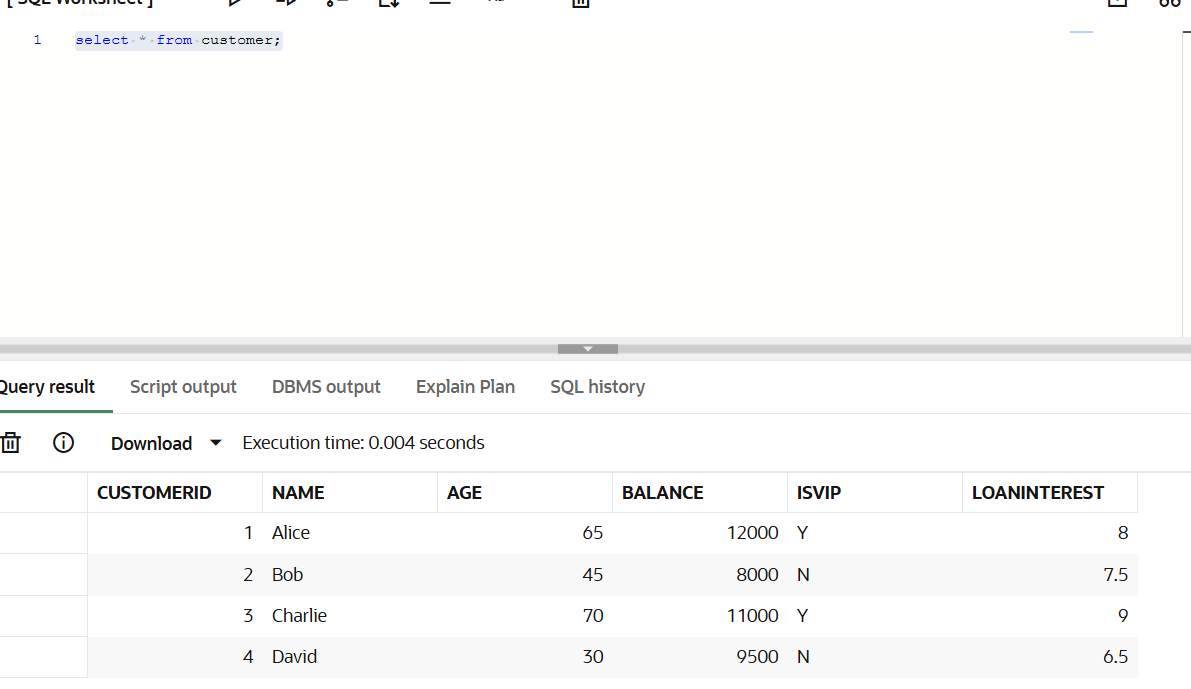 [ SQL Worksheet ]
1 select * from customer;
Query result Script output DBMS output Explain Plan SQL history
Download Execution time: 0.004 seconds
CUSTOMERID NAME AGE BALANCE ISVIP LOANINTEREST
1 Alice 65 12000 Y 8
2 Bob 45 8000 N 7.5
3 Charlie 70 11000 Y 9
4 David 30 9500 N 6.5